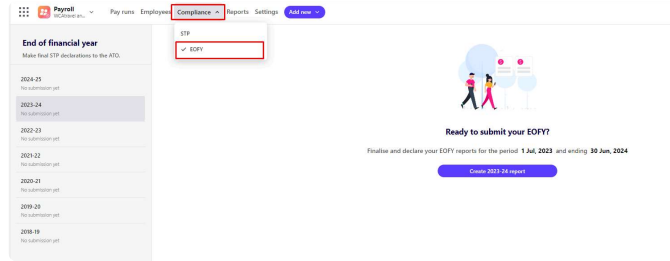 Payroll
Pay runs Employees Compliance Reports Settings Add new
STP
EOFY
End of financial year
Make final STP declarations to the ATO.
2024-25
No submission yet
2023-24
No submission yet
2022-23
No submission yet
2021-22
No submission yet
2020-21
No submission yet
2019-20
No submission yet
2018-19
No submission yet
Ready to submit your EOFY?
Finalise and declare your EOFY reports for the period 1 Jul, 2023 and ending 30 Jun, 2024
Create 2023-24 report